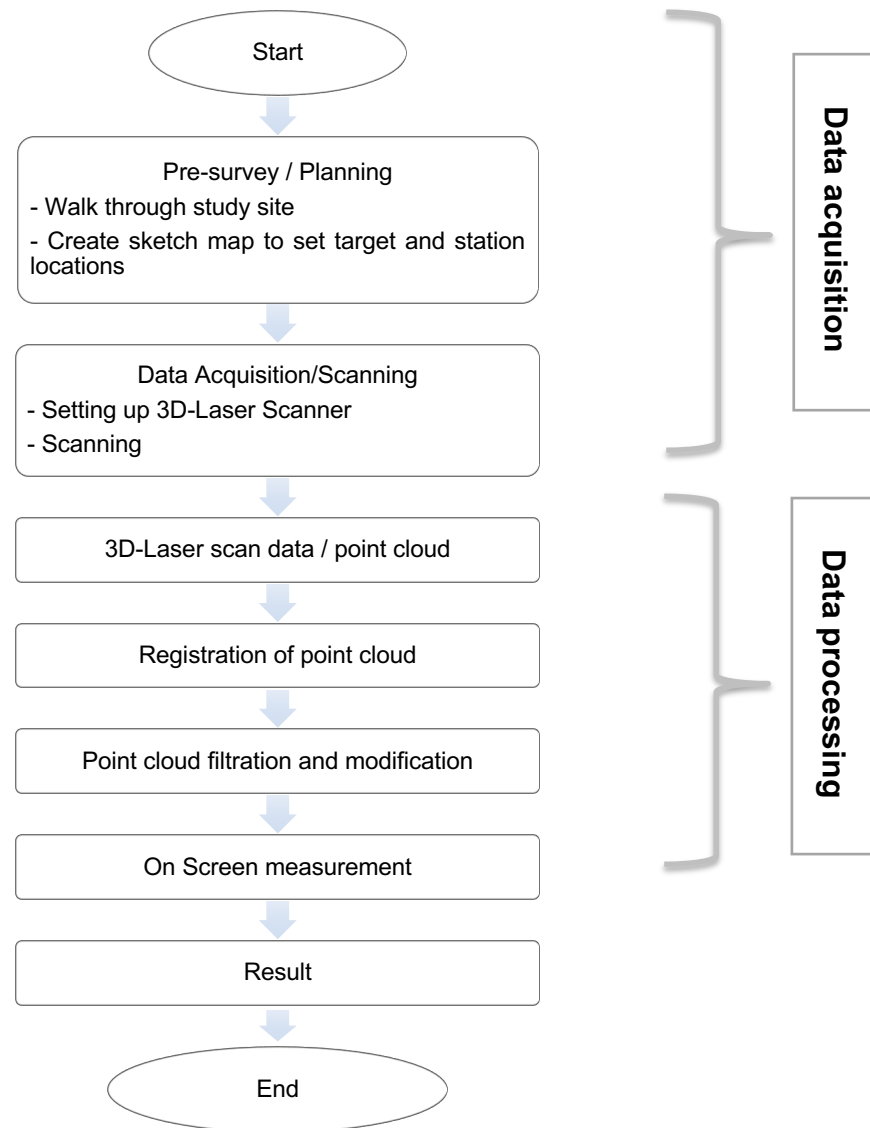 Start
Pre-survey / Planning
- Walk through study site
- Create sketch map to set target and station
locations
Data Acquisition/Scanning
- Setting up 3D-Laser Scanner
- Scanning
Data acquisition
3D-Laser scan data / point cloud
Registration of point cloud
Point cloud filtration and modification
On Screen measurement
Data processing
Result
End